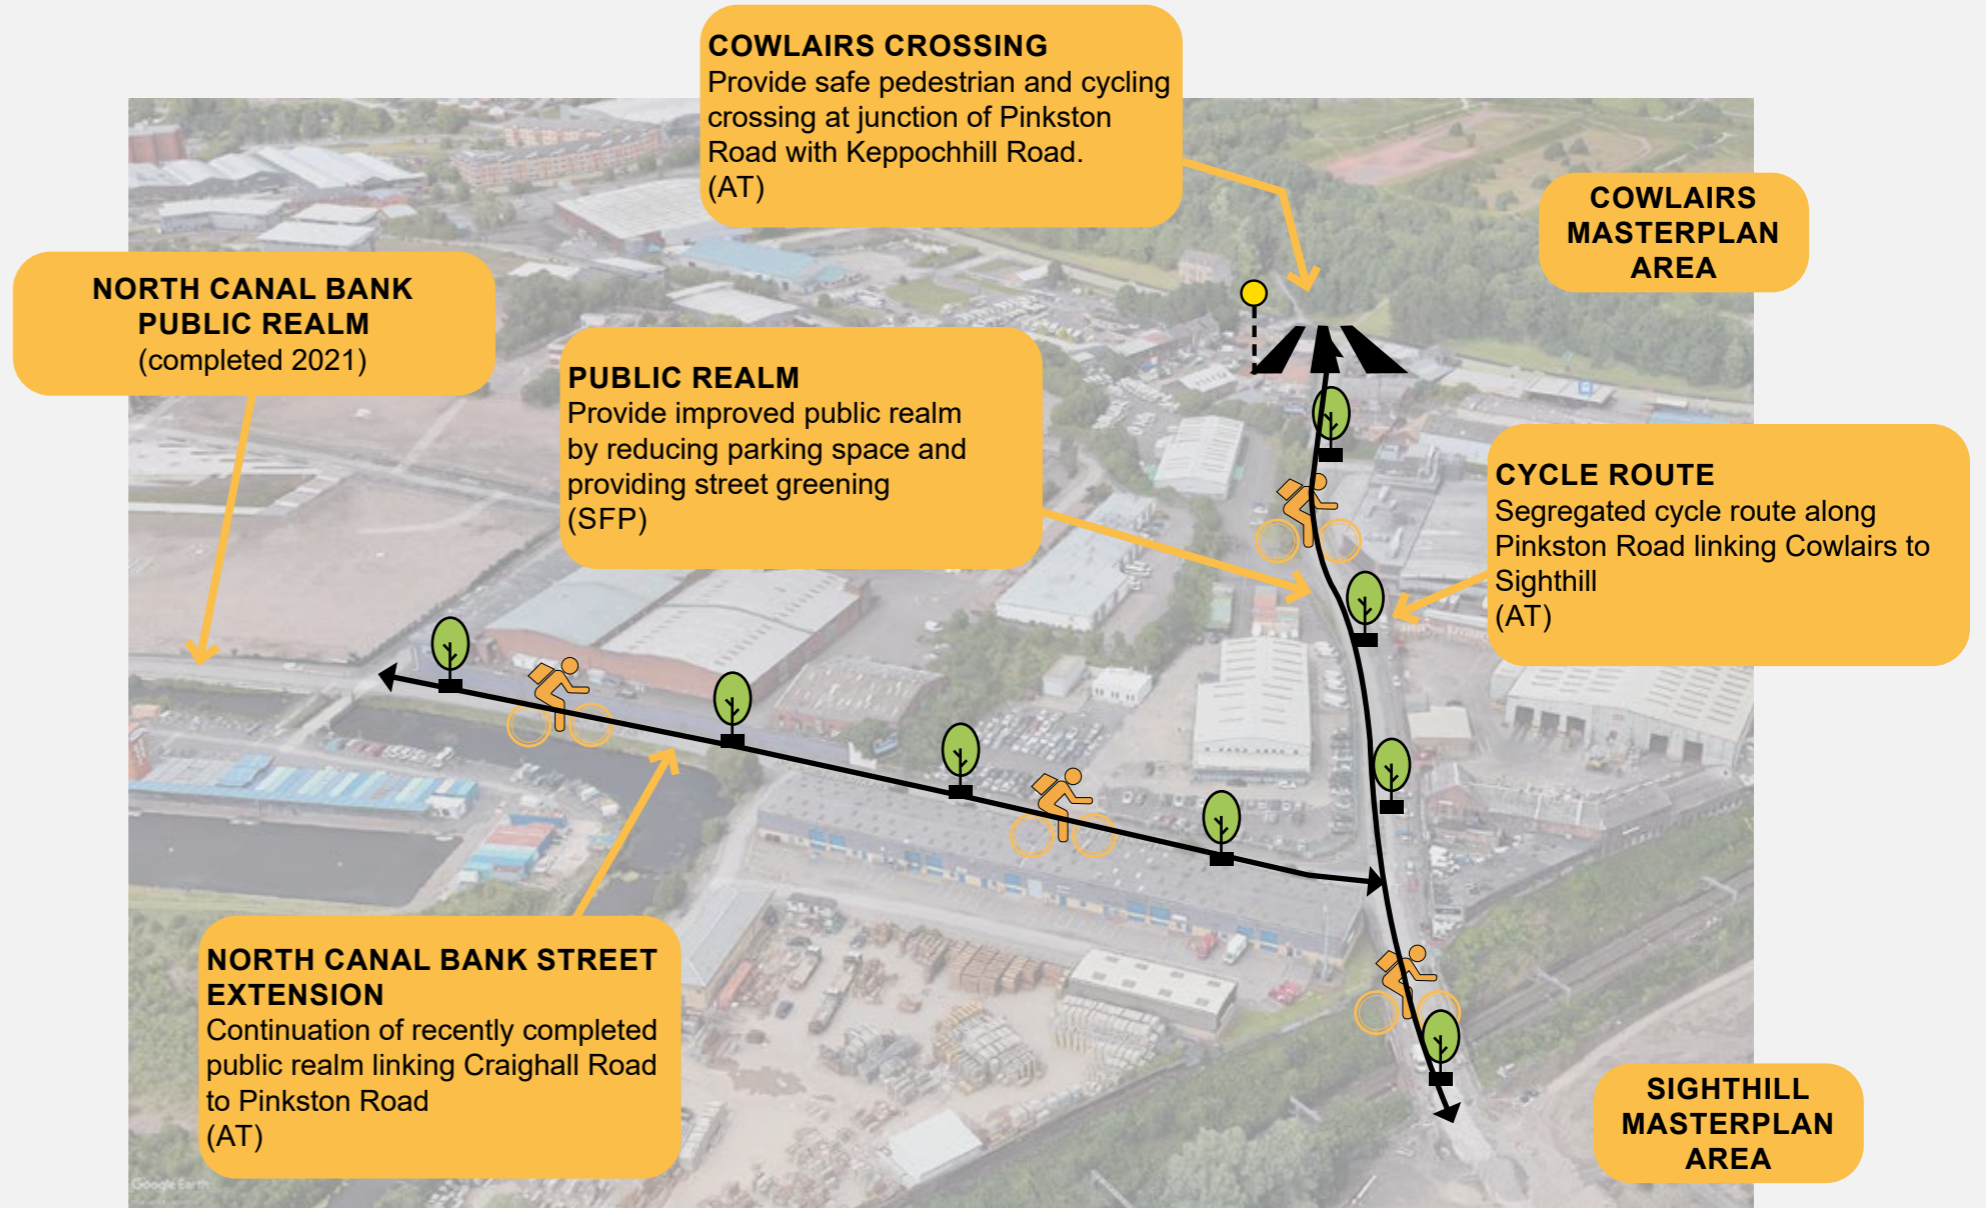 COWLAIRS CROSSING
Provide safe pedestrian and cycling
crossing at junction of Pinkston
Road with Keppochhill Road.
(AT)
COWLAIRS
MASTERPLAN
AREA
NORTH CANAL BANK
PUBLIC REALM
(completed 2021)
PUBLIC REALM
Provide improved public realm
by reducing parking space and
providing street greening
(SFP)
CYCLE ROUTE
Segregated cycle route along
Pinkston Road linking Cowlairs to
Sighthill
(AT)
NORTH CANAL BANK STREET
EXTENSION
Continuation of recently completed
public realm linking Craighall Road
to Pinkston Road
(AT)
SIGHTHILL
MASTERPLAN
AREA
Google Earth